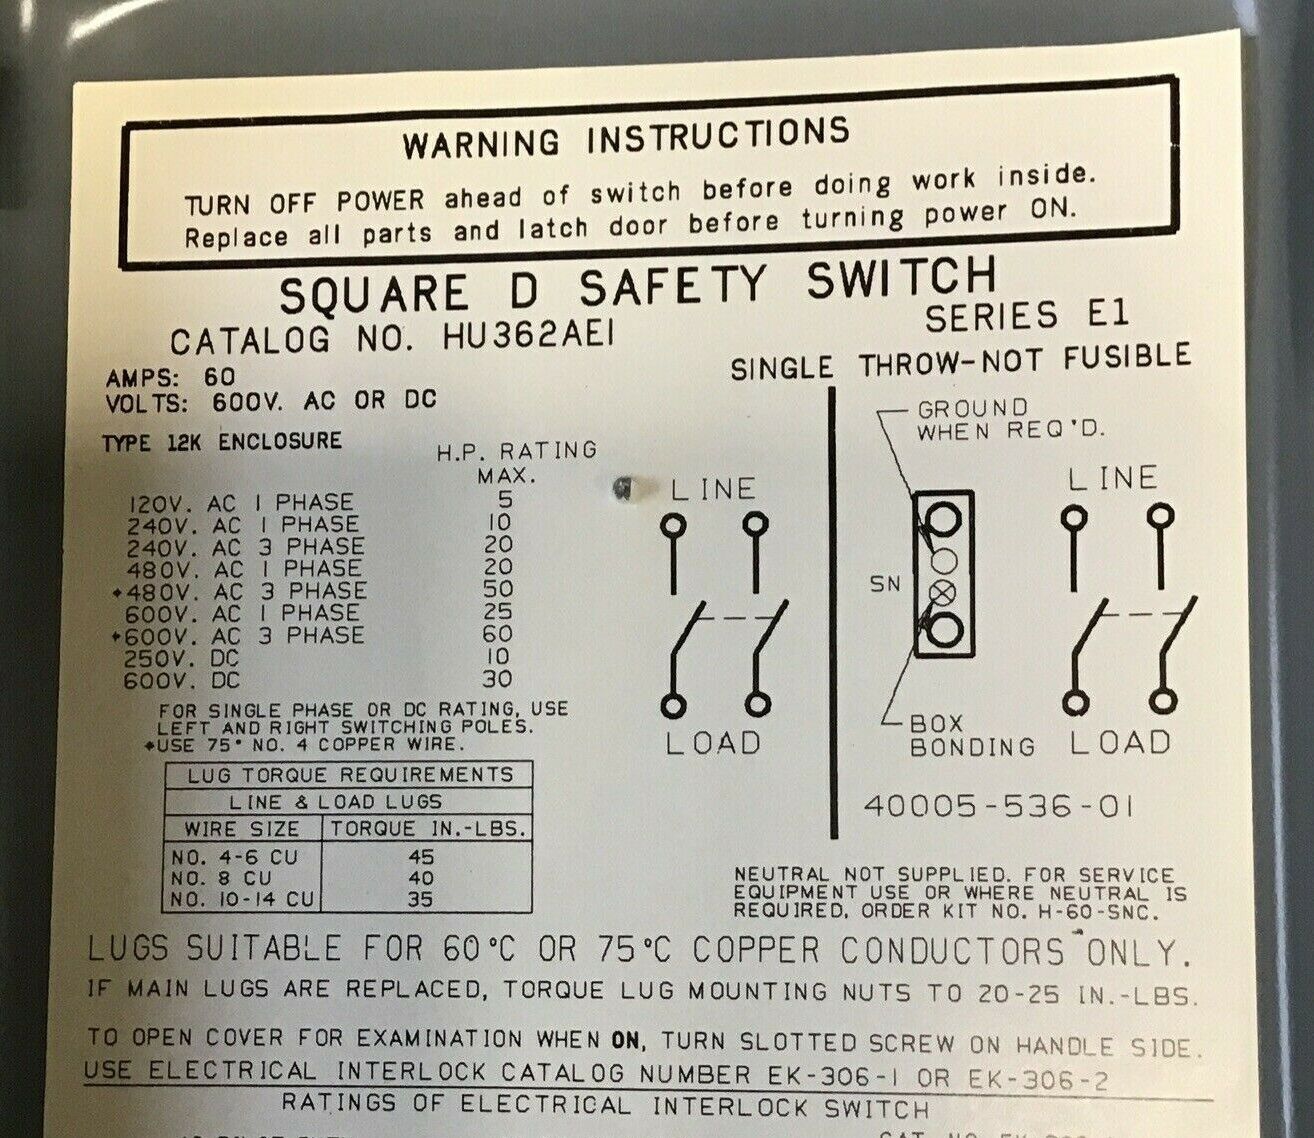 WARNING INSTRUCTIONS
TURN OFF POWER ahead of switch before doing work inside.
Replace all parts and latch door before turning power ON.
SQUARE D SAFETY SWITCH
CATALOG NO. HU362AEI
SERIES E1
AMPS: 60
VOLTS: 600V. AC OR DC
SINGLE THROW-NOT FUSIBLE
TYPE 12K ENCLOSURE
H.P. RATING
MAX.
120V. AC 1 PHASE 5
240V. AC 1 PHASE 10
240V. AC 3 PHASE 20
480V. AC 1 PHASE 20
+480V. AC 3 PHASE 50
600V. AC 1 PHASE 25
+600V. AC 3 PHASE 60
250V. DC 10
600V. DC 30
FOR SINGLE PHASE OR DC RATING, USE
LEFT AND RIGHT SWITCHING POLES.
+USE 75° NO. 4 COPPER WIRE.
LUG TORQUE REQUIREMENTS
LINE & LOAD LUGS
WIRE SIZE TORQUE IN.-LBS.
NO. 4-6 CU 45
NO. 8 CU 40
NO. 10-14 CU 35
LINE
LOAD
GROUND
WHEN REQ'D.
LINE
SN
BOX
BONDING
LOAD
40005-536-01
NEUTRAL NOT SUPPLIED. FOR SERVICE
EQUIPMENT USE OR WHERE NEUTRAL IS
REQUIRED, ORDER KIT NO. H-60-SNC.
LUGS SUITABLE FOR 60°C OR 75°C COPPER CONDUCTORS ONLY.
IF MAIN LUGS ARE REPLACED, TORQUE LUG MOUNTING NUTS TO 20-25 IN.-LBS.
TO OPEN COVER FOR EXAMINATION WHEN ON, TURN SLOTTED SCREW ON HANDLE SIDE.
USE ELECTRICAL INTERLOCK CATALOG NUMBER EK-306-1 OR EK-306-2
RATINGS OF ELECTRICAL INTERLOCK SWITCH